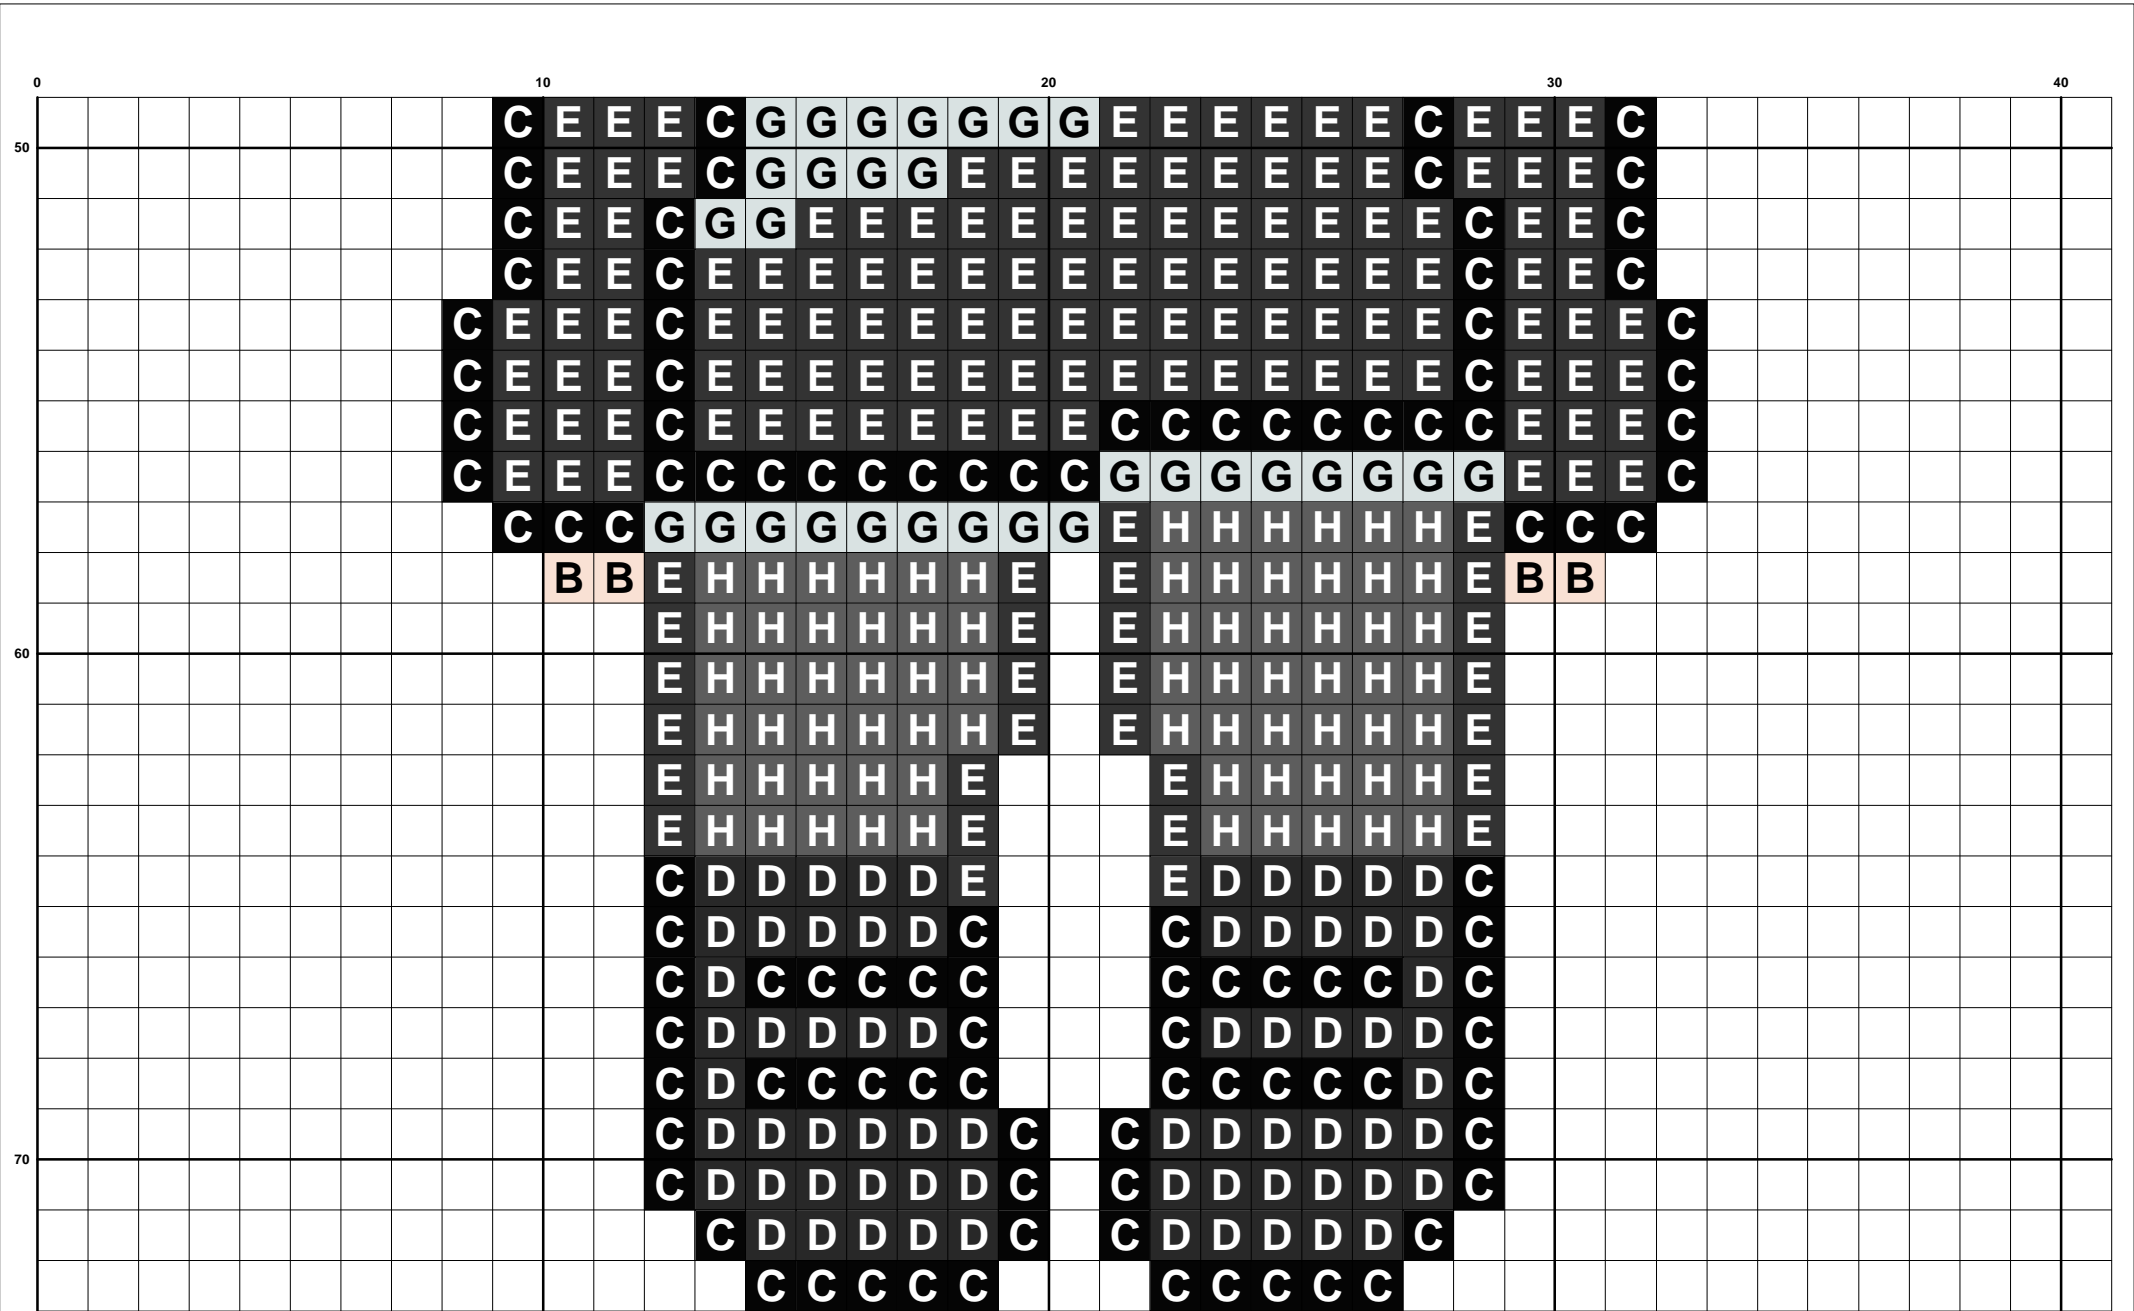 0 10 20 30 40
C E E E C G G G G G G G E E E E E E C E E E C
50
C E E E C G G G G E E E E E E E E E C E E E C
C E E C G G E E E E E E E E E E E E E C E E C
C E E C E E E E E E E E E E E E E E E C E E C
C E E E C E E E E E E E E E E E E E E E C E E E C
C E E E C E E E E E E E E E E E E E E E C E E E C
C E E E C E E E E E E E E C C C C C C C C E E E C
C E E E C C C C C C C C C G G G G G G G G E E E C
C C C G G G G G G G G G E H H H H H H E C C C
B B E H H H H H H E E H H H H H H E B B
E H H H H H H E E H H H H H H E
60
E H H H H H H E E H H H H H H E
E H H H H H H E E H H H H H H E
E H H H H H E E H H H H H E
E H H H H H E E H H H H H E
C D D D D D E E D D D D D C
C D D D D D C C D D D D D C
C D C C C C C C C C C C D C
C D D D D D C C D D D D D C
C D C C C C C C C C C C D C
C D D D D D D C C D D D D D D C
70
C D D D D D D C C D D D D D D C
C D D D D D C C D D D D D C
C C C C C C C C C C